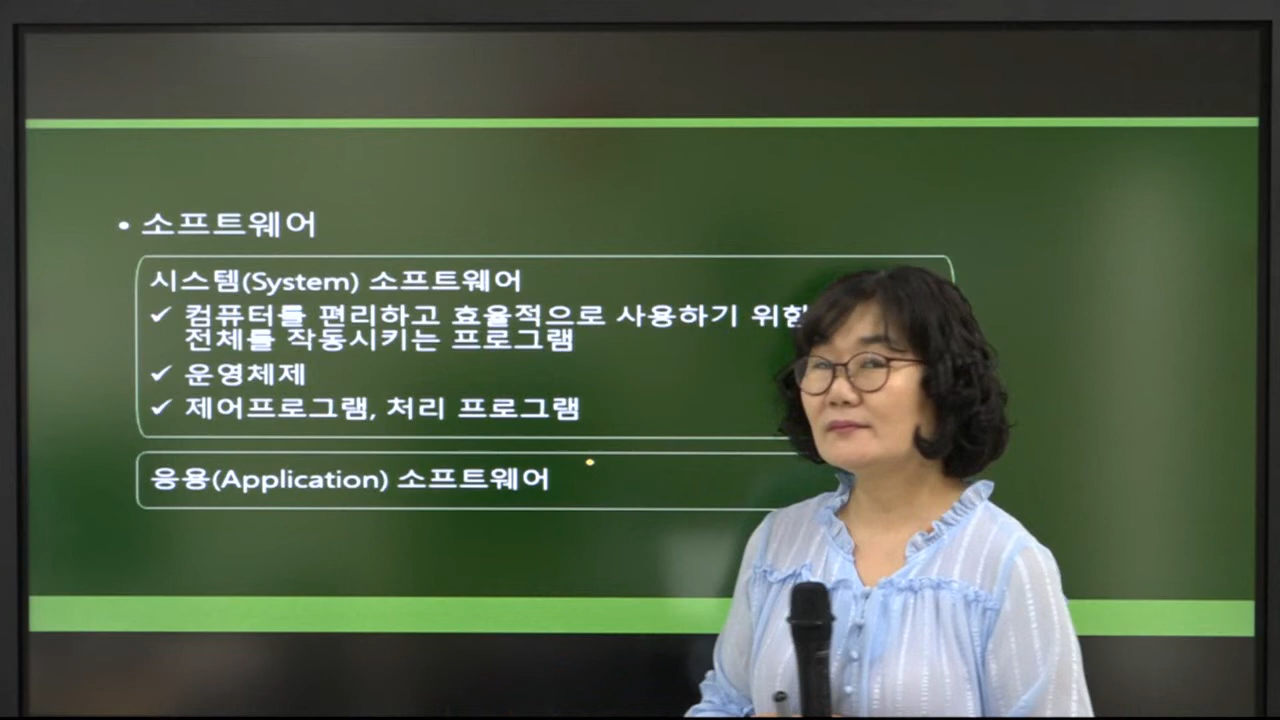 • 소프트웨어
시스템(System) 소프트웨어
✓ 컴퓨터를 편리하고 효율적으로 사용하기
전체를 작동시키는 프로그램
✓ 운영체제
✓ 제어프로그램, 처리 프로그램
응용(Application) 소프트웨어